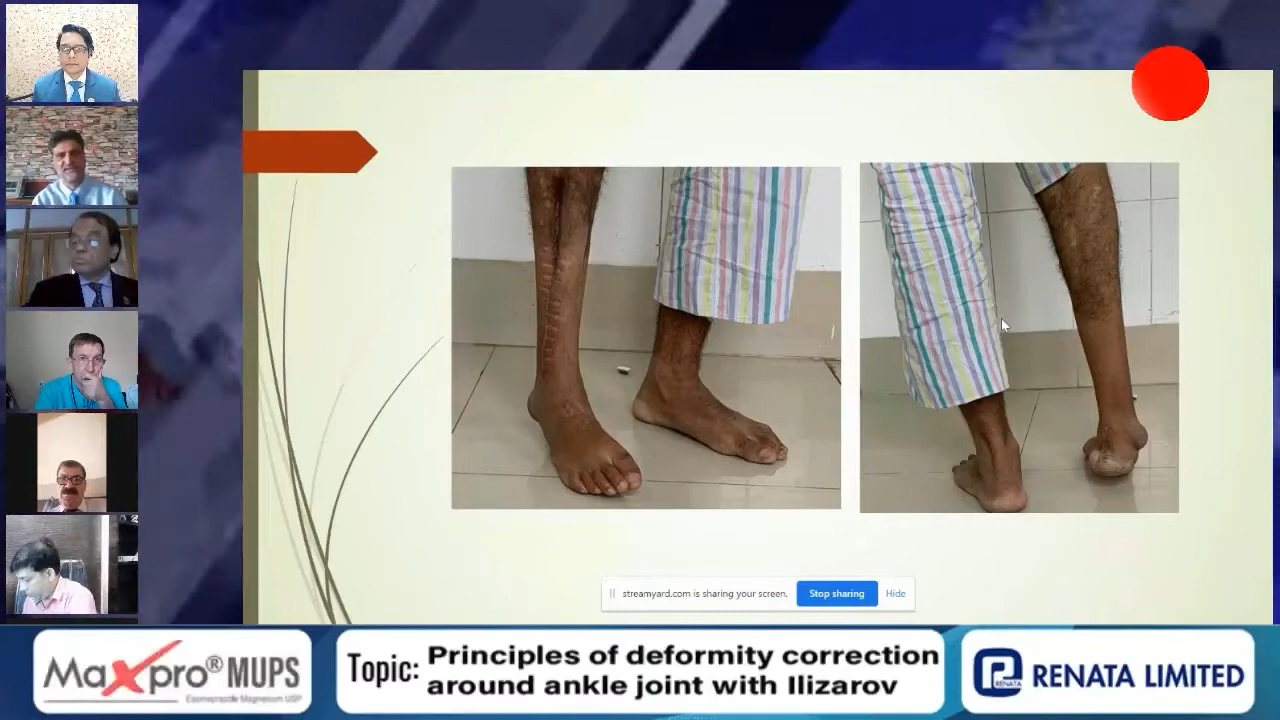 streamyard.com is sharing your screen.
Stop sharing
Hide
Maxpro® MUPS
Esomeprazole Magnesium USP
Topic: Principles of deformity correction
around ankle joint with Ilizarov
RENATA
RENATA LIMITED